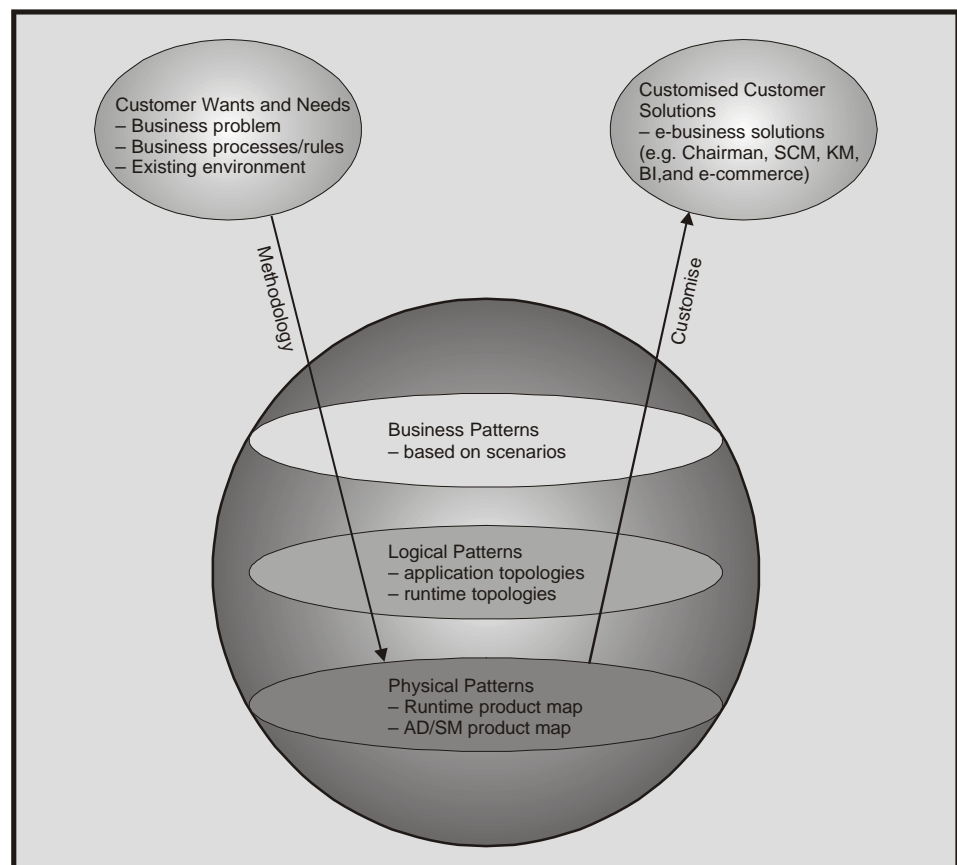 Customer Wants and Needs
– Business problem
– Business processes/rules
– Existing environment
Customised Customer
Solutions
– e-business solutions
(e.g. Chairman, SCM, KM,
BI,and e-commerce)
Methodology
Customise
Business Patterns
– based on scenarios
Logical Patterns
– application topologies
– runtime topologies
Physical Patterns
– Runtime product map
– AD/SM product map